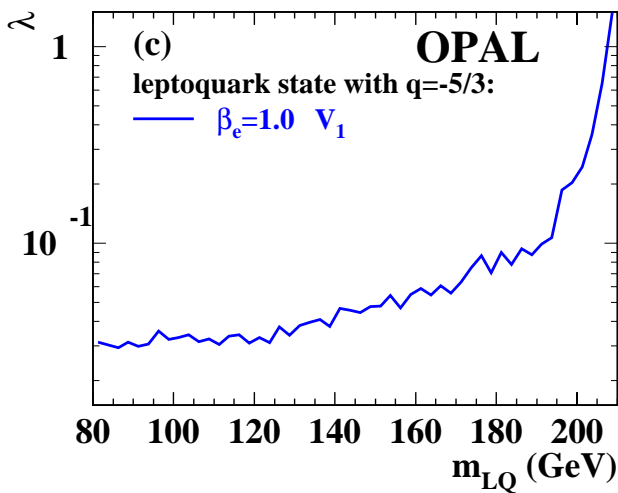 λ
1
(c)
OPAL
leptoquark state with q=-5/3:
β_e=1.0 V_1
10^-1
80 100 120 140 160 180 200
m_LQ (GeV)